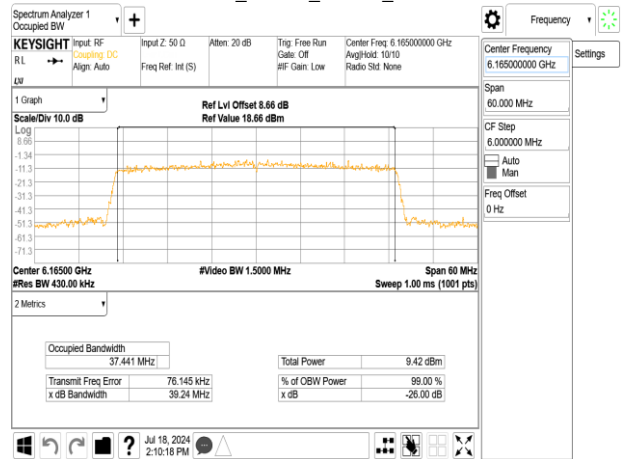 Spectrum Analyzer 1
Occupied BW
Frequency
Settings
KEYSIGHT
Input: RF
Coupling: DC
Align: Auto
Input Z: 50 Ω
Freq Ref: Int (S)
Atten: 20 dB
Trig: Free Run
Gate: Off
#IF Gain: Low
Center Freq: 6.165000000 GHz
Avg|Hold: 10/10
Radio Std: None
R L
LXI
Center Frequency
6.165000000 GHz
Span
60.000 MHz
CF Step
6.000000 MHz
Auto
Man
Freq Offset
0 Hz
1 Graph
Scale/Div 10.0 dB
Ref Lvl Offset 8.66 dB
Ref Value 18.66 dBm
Log
8.66
-1.34
-11.3
-21.3
-31.3
-41.3
-51.3
-61.3
-71.3
Center 6.16500 GHz
#Res BW 430.00 kHz
#Video BW 1.5000 MHz
Span 60 MHz
Sweep 1.00 ms (1001 pts)
2 Metrics
Occupied Bandwidth
37.441 MHz
Total Power 9.42 dBm
Transmit Freq Error 76.145 kHz
% of OBW Power 99.00 %
x dB Bandwidth 39.24 MHz
x dB -26.00 dB
Jul 18, 2024
2:10:18 PM